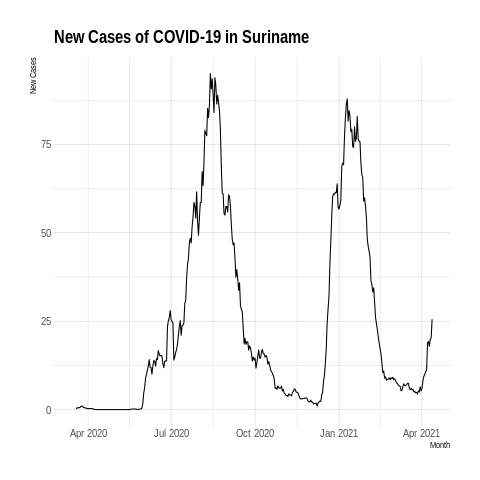 New Cases of COVID-19 in Suriname
New Cases
75
50
25
0
Apr 2020 Jul 2020 Oct 2020 Jan 2021 Apr 2021
Month